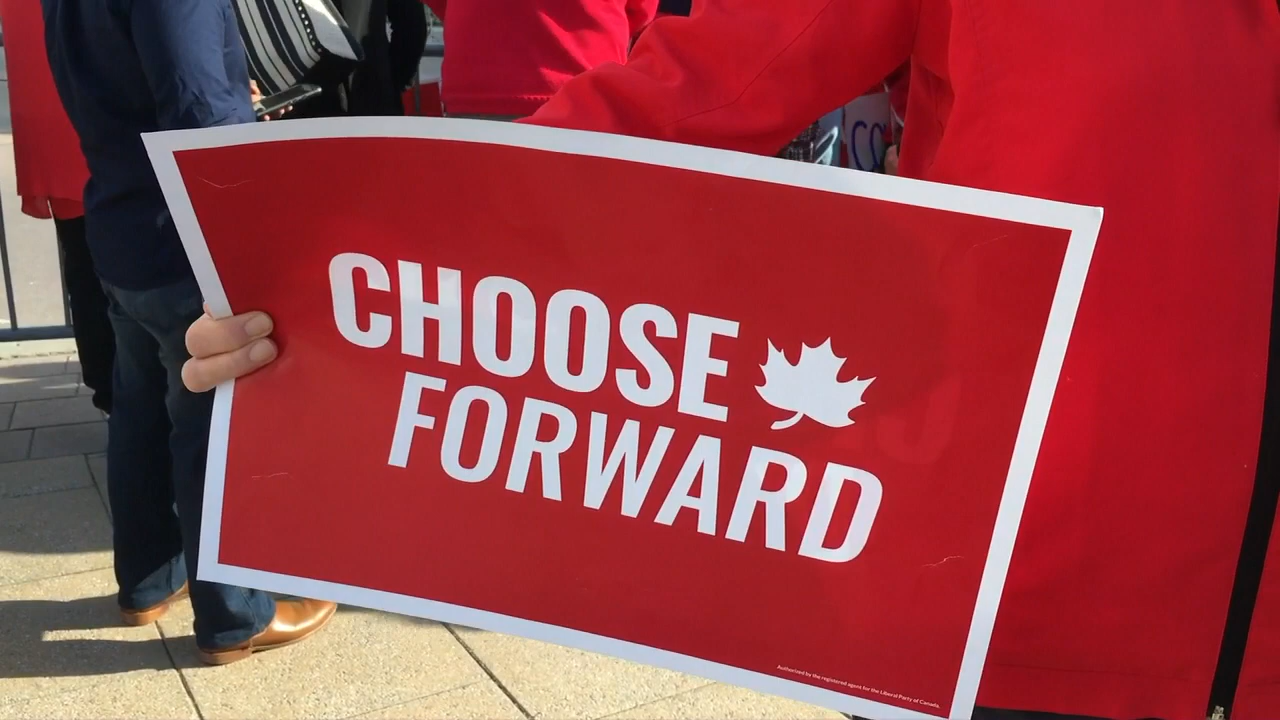 CHOOSE
FORWARD
Authorized by the registered agent for the Liberal Party of Canada.